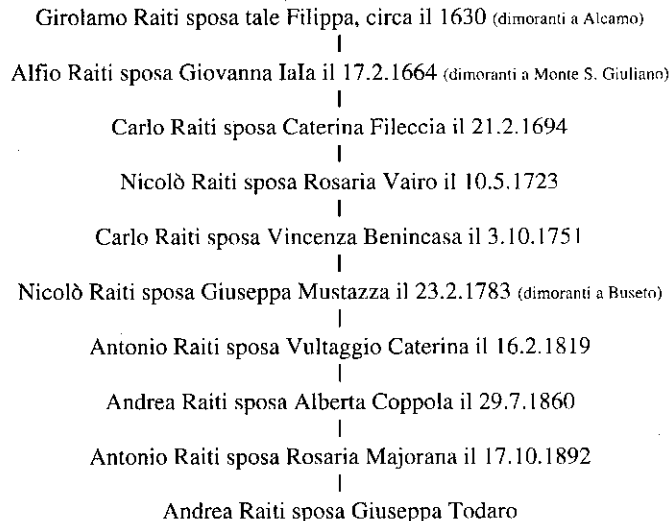 Girolamo Raiti sposa tale Filippa, circa il 1630 (dimoranti a Alcamo)
Alfio Raiti sposa Giovanna IaIa il 17.2.1664 (dimoranti a Monte S. Giuliano)
Carlo Raiti sposa Caterina Fileccia il 21.2.1694
Nicolò Raiti sposa Rosaria Vairo il 10.5.1723
Carlo Raiti sposa Vincenza Benincasa il 3.10.1751
Nicolò Raiti sposa Giuseppa Mustazza il 23.2.1783 (dimoranti a Buseto)
Antonio Raiti sposa Vultaggio Caterina il 16.2.1819
Andrea Raiti sposa Alberta Coppola il 29.7.1860
Antonio Raiti sposa Rosaria Majorana il 17.10.1892
Andrea Raiti sposa Giuseppa Todaro